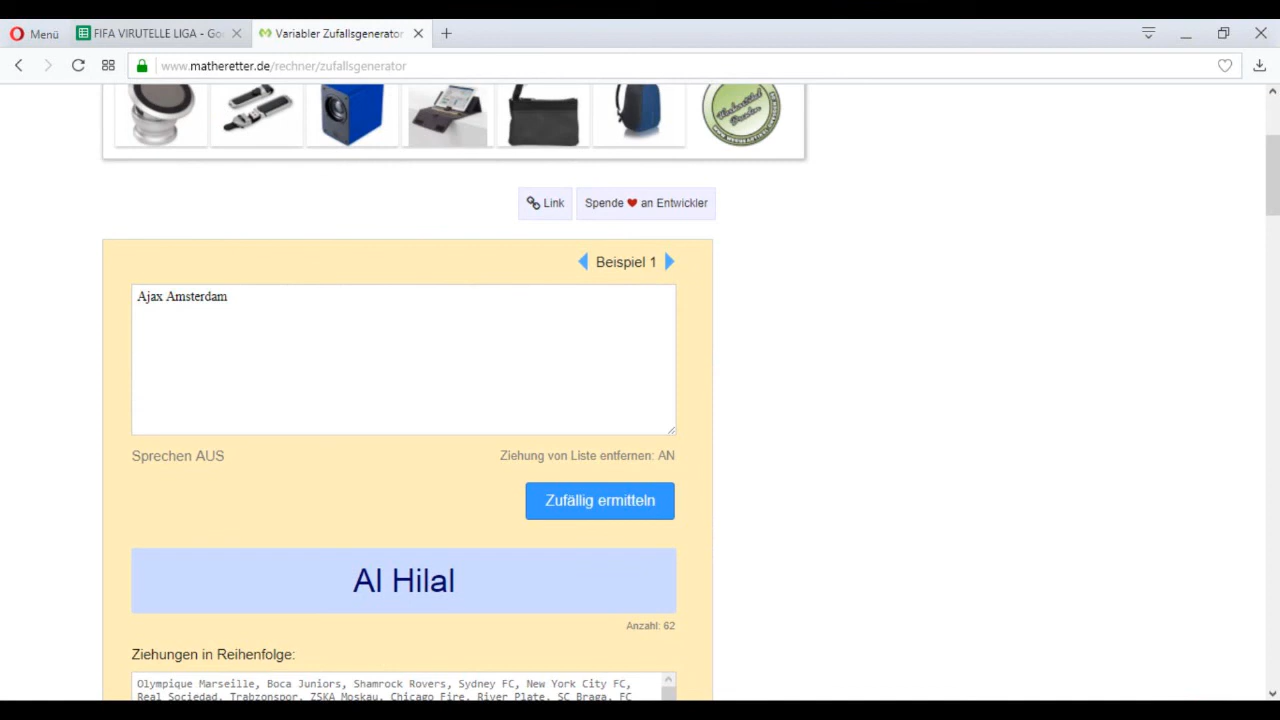 Menü
FIFA VIRUTELLE LIGA - Go
Variabler Zufallsgenerator
www.matheretter.de/rechner/zufallsgenerator
Link
Spende ❤ an Entwickler
Beispiel 1
Ajax Amsterdam
Sprechen AUS
Ziehung von Liste entfernen: AN
Zufällig ermitteln
Al Hilal
Anzahl: 62
Ziehungen in Reihenfolge:
Olympique Marseille, Boca Juniors, Shamrock Rovers, Sydney FC, New York City FC,
Real Sociedad, Trabzonspor, ZSKA Moskau, Chicago Fire, River Plate, SC Braga, FC